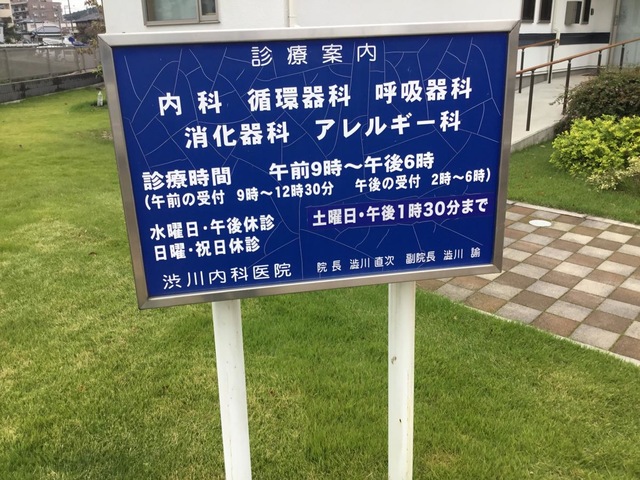 診療案内
内科 循環器科 呼吸器科
消化器科 アレルギー科
診療時間 午前9時～午後6時
(午前の受付 9時～12時30分 午後の受付 2時～6時)
水曜日・午後休診 土曜日・午後1時30分まで
日曜・祝日休診
渋川内科医院 院長 澁川直次 副院長 澁川 諭